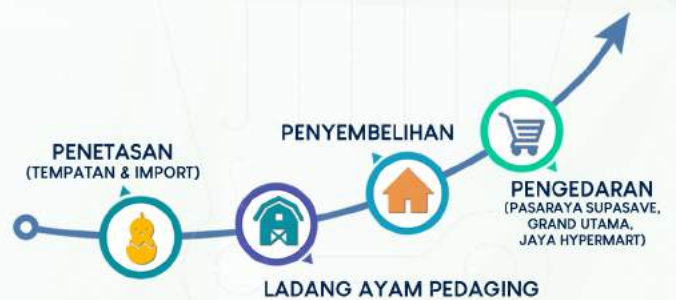 PENETASAN
(TEMPATAN & IMPORT)
LADANG AYAM PEDAGING
PENYEMBELIHAN
PENGEDARAN
(PASARAYA SUPASAVE,
GRAND UTAMA,
JAYA HYPERMART)